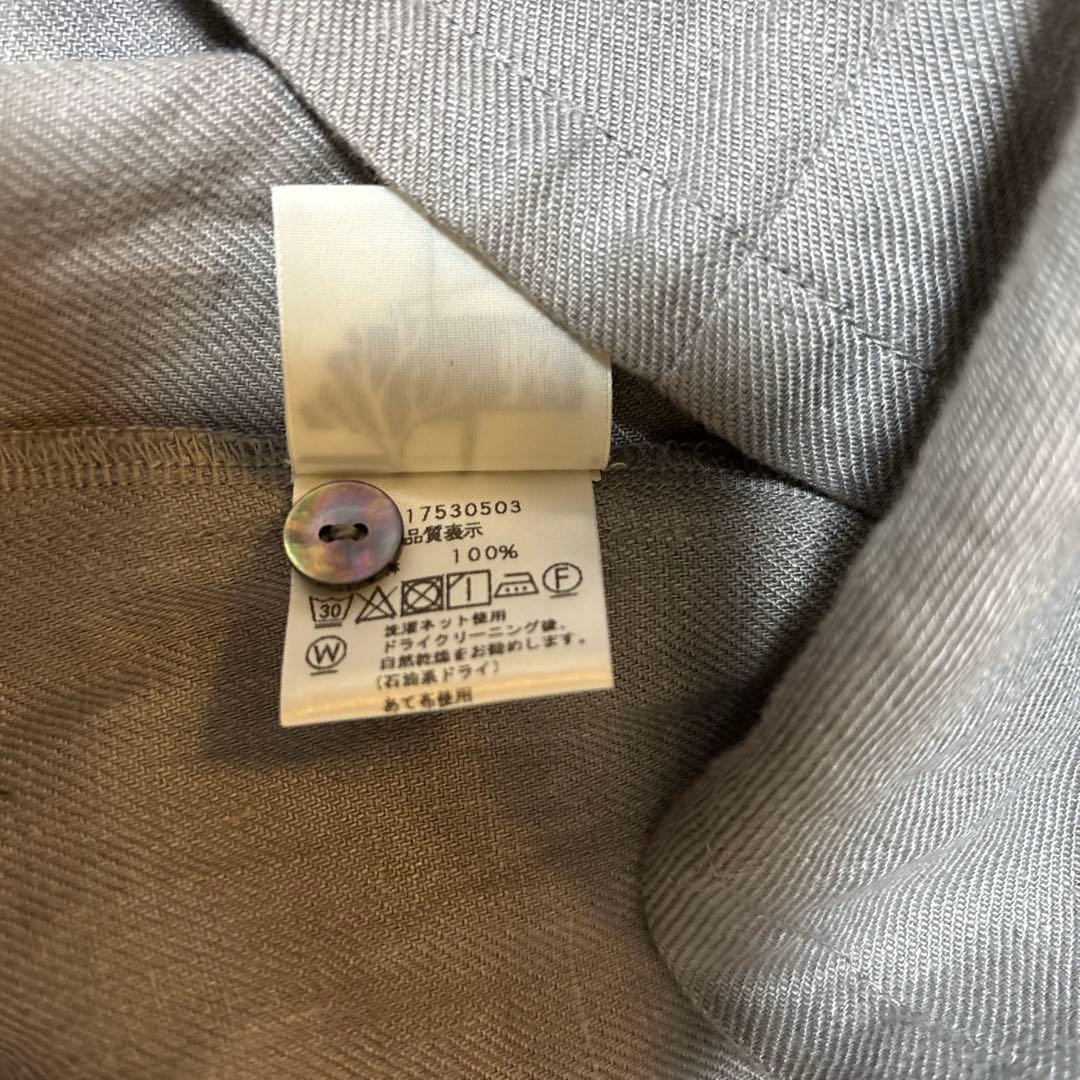 17530503
品質表示
100%
30
F
洗濯ネット使用
W
ドライクリーニング後、
自然乾燥をお勧めします。
(石油系ドライ)
あて布使用